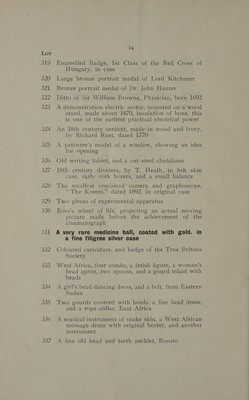 24
Lot
319 Enamelled Badge, 1st Class of the Red Cross of
Hungary, in case
320 Large bronze portrait medal of Lord Kitchener
321 Bronze portrait medal of Dr. John Hunter
322 Ditto of Sir William Browne, Physician, born 1692
323 A demonstration electric motor, mounted on a wood
stand, made about 1870, insulation of bone, this
is one of the earliest practical electrical power
324 An 18th century sextant, made in wood and ivory,
by Richard Rust, dated 1770
325 A patentee's model of a window, showing an idea
for opening
326 Old writing tablet, and a cut steel chatelaine
327 18th century dividers, by T. Heath, in fish skin
case, early cork borers, and a small balance
328 The smallest combined camera and graphoscope,
"The Kombi," dated 1892, in original case
329 Two pieces of experimental apparatus
330 Ross's wheel of life, projecting an actual moving
picture made before the achievement of the
cinematograph
331 A very rare medicine ball, coated with gold, in
a fine filigree silver case
332 Coloured caricature, and badge of the True Britons
Society
333 West Africa, four combs, a fetish figure, a woman's
bead apron, two spoons, and a gourd inlaid with
beads
334 A girl's bead dancing dress, and a belt, from Eastern
Sudan
335 Two gourds covered with beads, a fine bead dress,
and a rope collar, East Africa
336 A musical instrument of snake skin, a West African
message drum with original beater, and another
instrument
337 A fine old bead and teeth necklet, Basuto